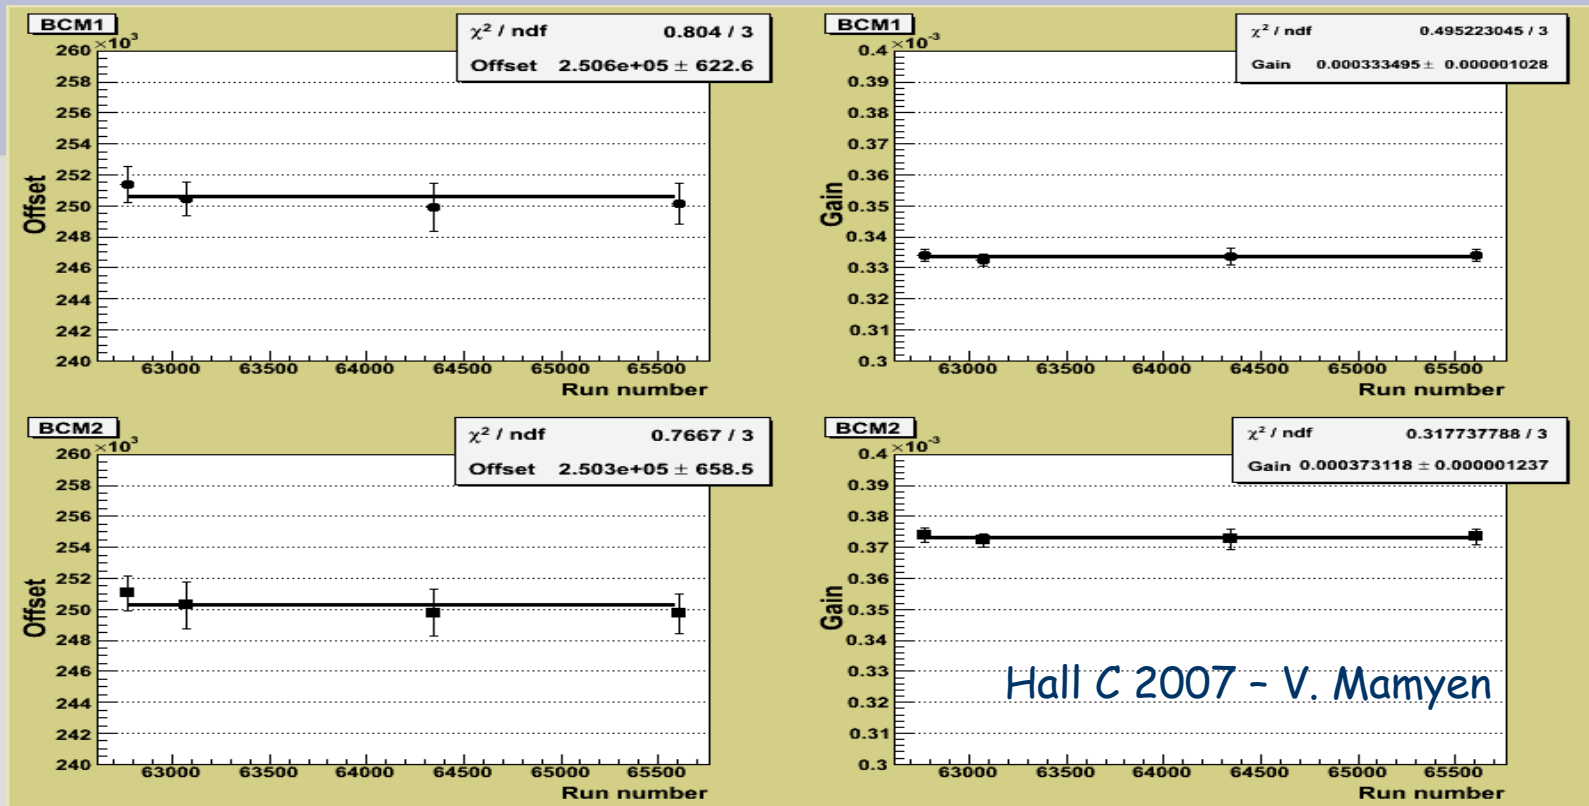 BCM1
×10³
χ² / ndf 0.804 / 3
Offset 2.506e+05 ± 622.6
260
258
256
254
252
250
248
246
244
242
240
Offset
63000 63500 64000 64500 65000 65500
Run number
BCM1
×10⁻³
χ² / ndf 0.495223045 / 3
Gain 0.000333495 ± 0.000001028
0.4
0.39
0.38
0.37
0.36
0.35
0.34
0.33
0.32
0.31
0.3
Gain
63000 63500 64000 64500 65000 65500
Run number
BCM2
×10³
χ² / ndf 0.7667 / 3
Offset 2.503e+05 ± 658.5
260
258
256
254
252
250
248
246
244
242
240
Offset
63000 63500 64000 64500 65000 65500
Run number
BCM2
×10⁻³
χ² / ndf 0.317737788 / 3
Gain 0.000373118 ± 0.000001237
0.4
0.39
0.38
0.37
0.36
0.35
0.34
0.33
0.32
0.31
0.3
Gain
Hall C 2007 – V. Mamyen
63000 63500 64000 64500 65000 65500
Run number